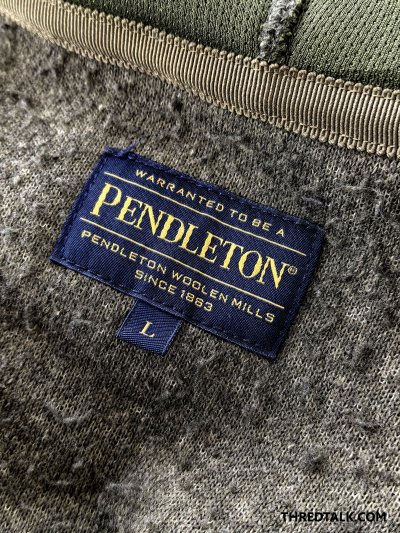 WARRANTED TO BE A
PENDLETON®
PENDLETON WOOLEN MILLS
SINCE 1863
L
THREDTALK.COM